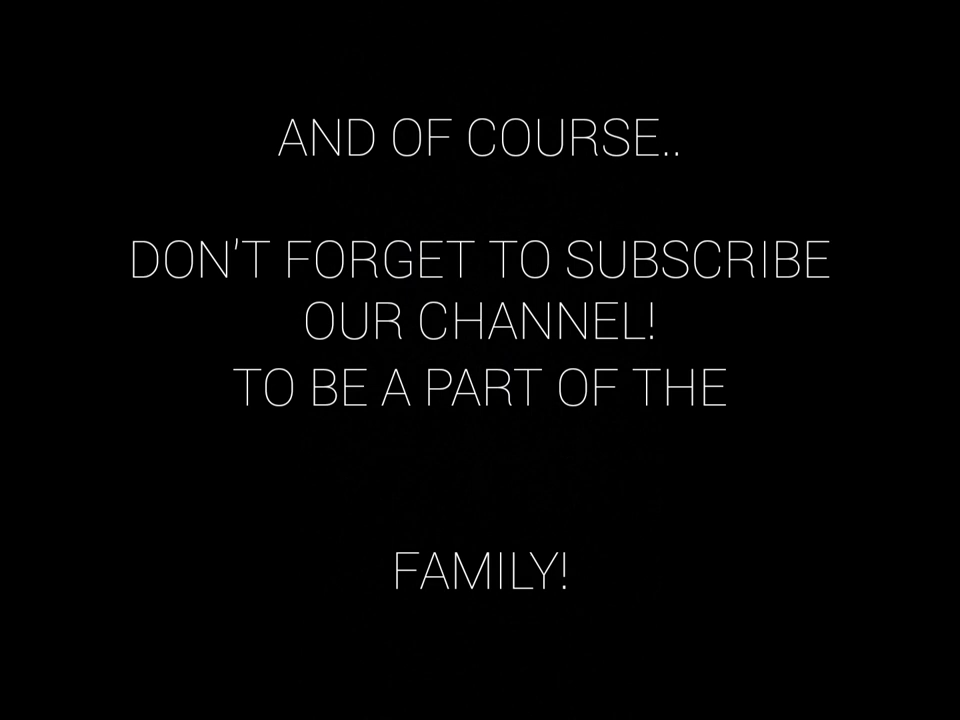 AND OF COURSE..
DON'T FORGET TO SUBSCRIBE
OUR CHANNEL!
TO BE A PART OF THE
FAMILY!